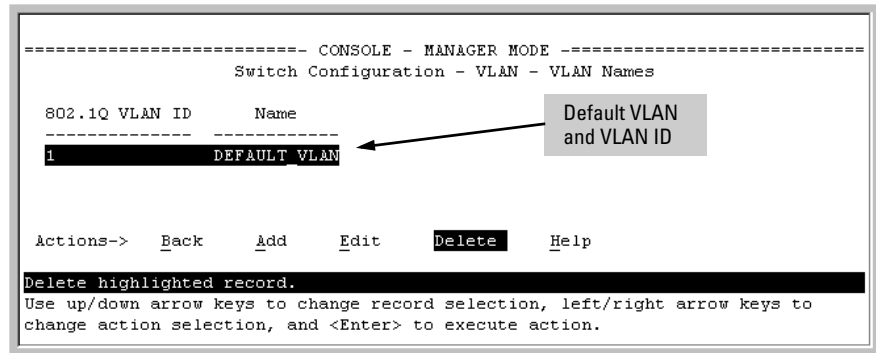 ==========================- CONSOLE - MANAGER MODE -============================
Switch Configuration - VLAN - VLAN Names
802.1Q VLAN ID Name
-------------- ------------
1 DEFAULT_VLAN
Default VLAN
and VLAN ID
Actions-> Back Add Edit Delete Help
Delete highlighted record.
Use up/down arrow keys to change record selection, left/right arrow keys to
change action selection, and <Enter> to execute action.